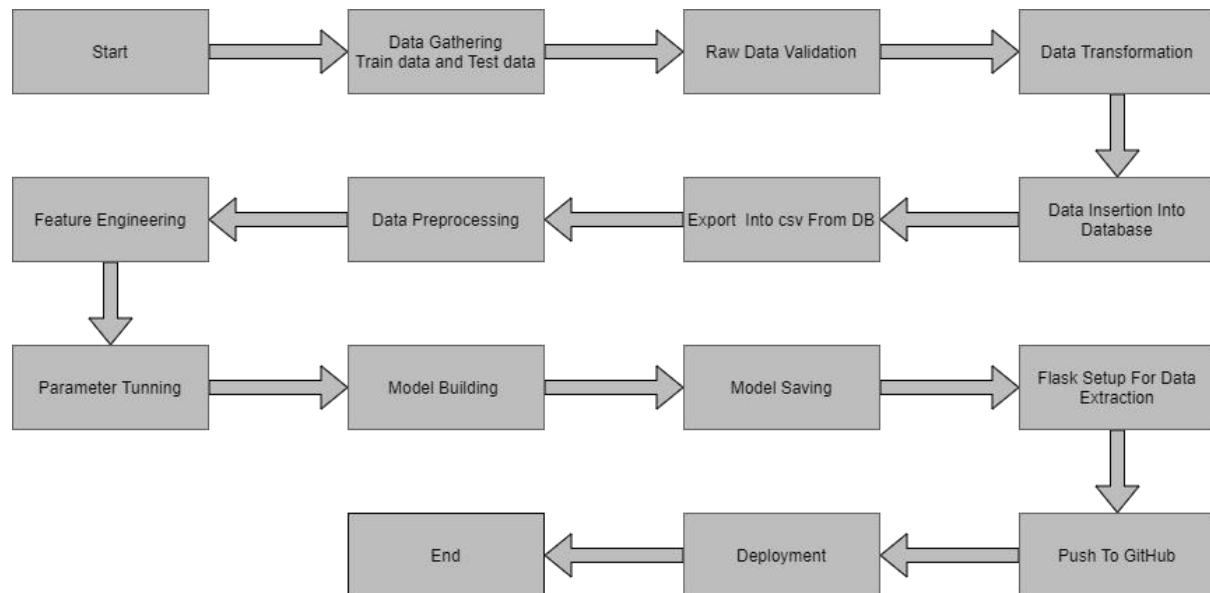 Start
Data Gathering
Train data and Test data
Raw Data Validation
Data Transformation
Data Insertion Into
Database
Export Into csv From DB
Data Preprocessing
Feature Engineering
Parameter Tunning
Model Building
Model Saving
Flask Setup For Data
Extraction
Push To GitHub
Deployment
End